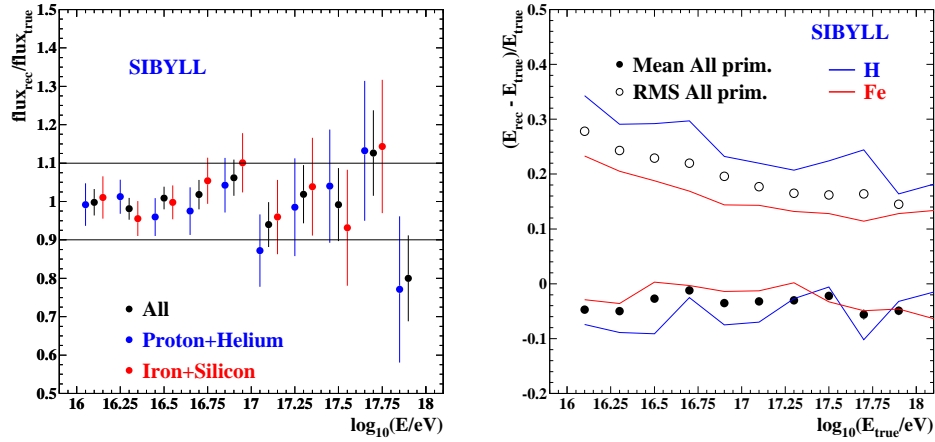 flux_rec/flux_true
1.5
1.4
1.3
1.2
1.1
1
0.9
0.8
0.7
0.6
0.5
SIBYLL
All
Proton+Helium
Iron+Silicon
16 16.25 16.5 16.75 17 17.25 17.5 17.75 18
log10(E/eV)
(E_rec - E_true)/E_true
0.5
0.4
0.3
0.2
0.1
0
-0.1
-0.2
SIBYLL
Mean All prim.
RMS All prim.
H
Fe
16 16.25 16.5 16.75 17 17.25 17.5 17.75 18
log10(E_true/eV)